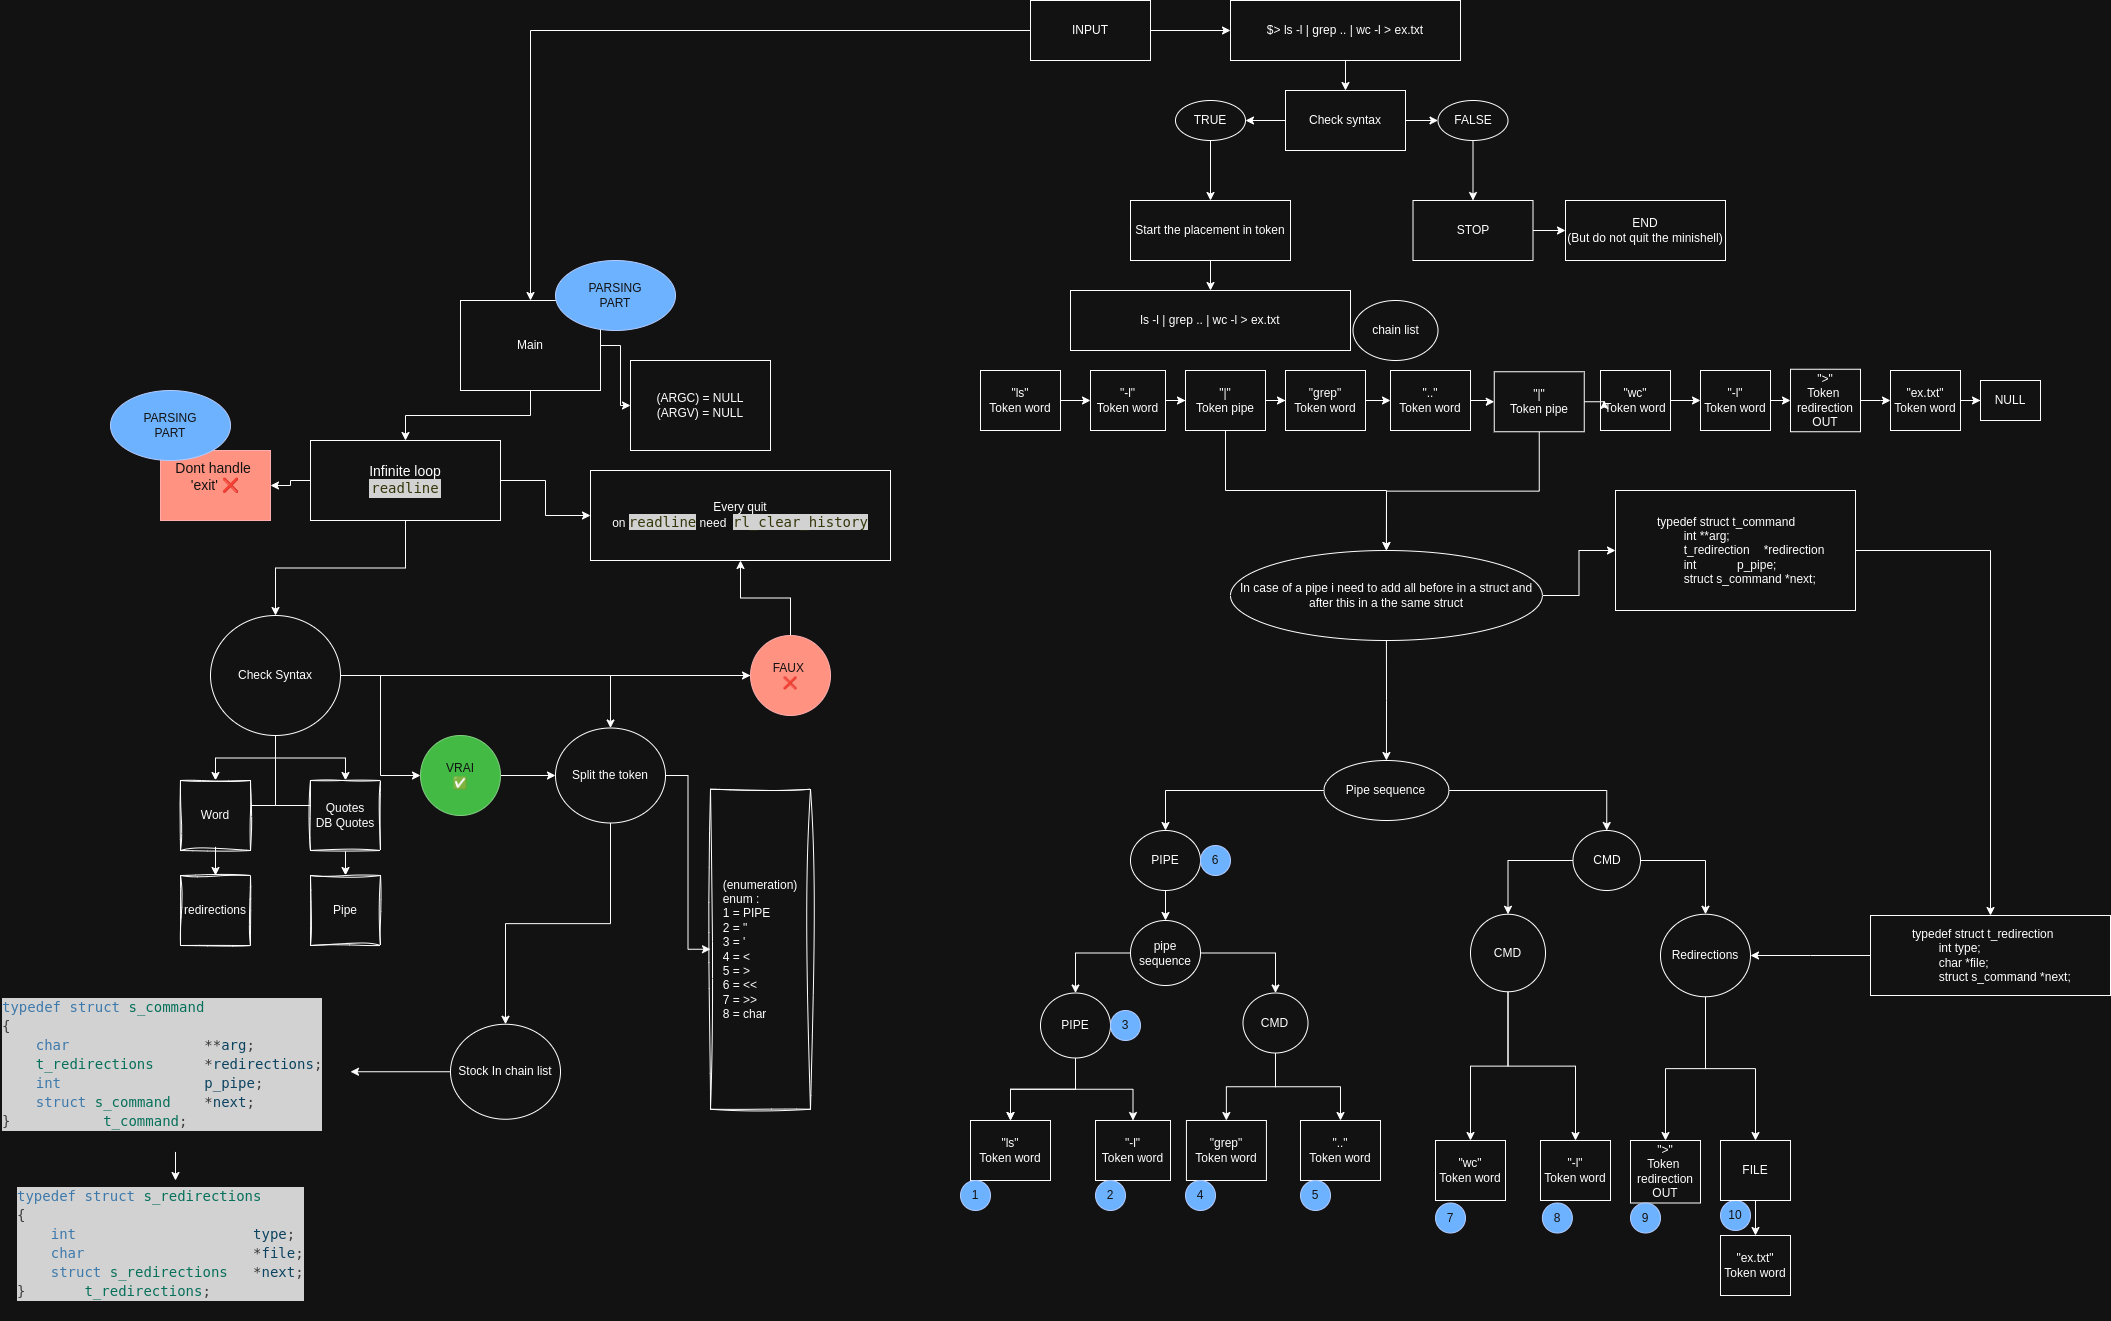 INPUT
$> ls -l | grep .. | wc -l > ex.txt
Check syntax
TRUE
FALSE
Start the placement in token
STOP
END
(But do not quit the minishell)
ls -l | grep .. | wc -l > ex.txt
chain list
"ls"
Token word
"-l"
Token word
"|"
Token pipe
"grep"
Token word
".."
Token word
"|"
Token pipe
"wc"
Token word
"-l"
Token word
">"
Token
redirection
OUT
"ex.txt"
Token word
NULL
In case of a pipe i need to add all before in a struct and
after this in a the same struct
typedef struct t_command
int **arg;
t_redirection *redirection
int p_pipe;
struct s_command *next;
Pipe sequence
PIPE
6
CMD
pipe
sequence
CMD
Redirections
typedef struct t_redirection
int type;
char *file;
struct s_command *next;
PIPE
3
CMD
"ls"
Token word
1
"-l"
Token word
2
"grep"
Token word
4
".."
Token word
5
"wc"
Token word
7
"-l"
Token word
8
">"
Token
redirection
OUT
9
FILE
10
"ex.txt"
Token word
PARSING
PART
Main
(ARGC) = NULL
(ARGV) = NULL
PARSING
PART
Dont handle
'exit' ❌
Infinite loop
readline
Every quit
on readline need rl_clear_history
Check Syntax
FAUX
❌
VRAI
✅
Split the token
Word
Quotes
DB Quotes
redirections
Pipe
(enumeration)
enum :
1 = PIPE
2 = "
3 = '
4 = <
5 = >
6 = <<
7 = >>
8 = char
Stock In chain list
typedef struct s_command
{
char **arg;
t_redirections *redirections;
int p_pipe;
struct s_command *next;
} t_command;
typedef struct s_redirections
{
int type;
char *file;
struct s_redirections *next;
} t_redirections;